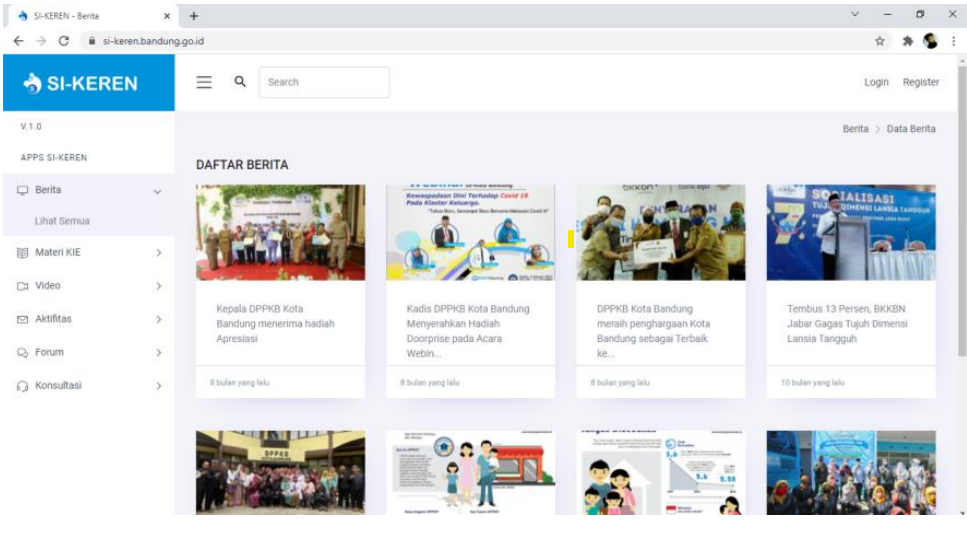 SI-KEREN - Berita
si-keren.bandung.go.id
SI-KEREN
Search
Login Register
V.1.0
Berita > Data Berita
APPS SI-KEREN
DAFTAR BERITA
Berita
Lihat Semua
Materi KIE
Video
Aktifitas
Forum
Konsultasi
Kewaspadaan Dini Terhadap Covid 19
Pada Klaster Keluarga.
SOSIALISASI
Kepala DPPKB Kota
Bandung menerima hadiah
Apresiasi
8 bulan yang lalu
Kadis DPPKB Kota Bandung
Menyerahkan Hadiah
Doorprise pada Acara
Webin...
8 bulan yang lalu
DPPKB Kota Bandung
meraih penghargaan Kota
Bandung sebagai Terbaik
ke...
8 bulan yang lalu
Tembus 13 Persen, BKKBN
Jabar Gagas Tujuh Dimensi
Lansia Tangguh
10 bulan yang lalu
DPPKB